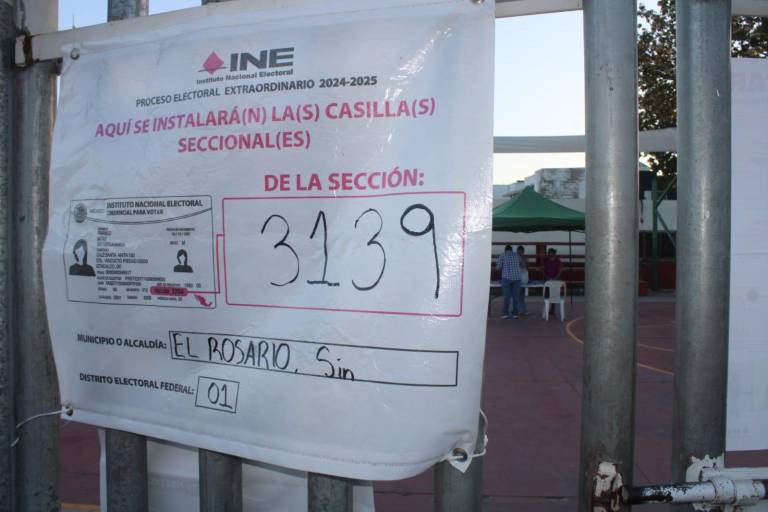 INE
Instituto Nacional Electoral
PROCESO ELECTORAL EXTRAORDINARIO 2024-2025
AQUÍ SE INSTALARÁ(N) LA(S) CASILLA(S)
SECCIONAL(ES)
DE LA SECCIÓN:
INSTITUTO NACIONAL ELECTORAL
CREDENCIAL PARA VOTAR
3139
MUNICIPIO O ALCALDÍA: EL ROSARIO, Sin
DISTRITO ELECTORAL FEDERAL: 01